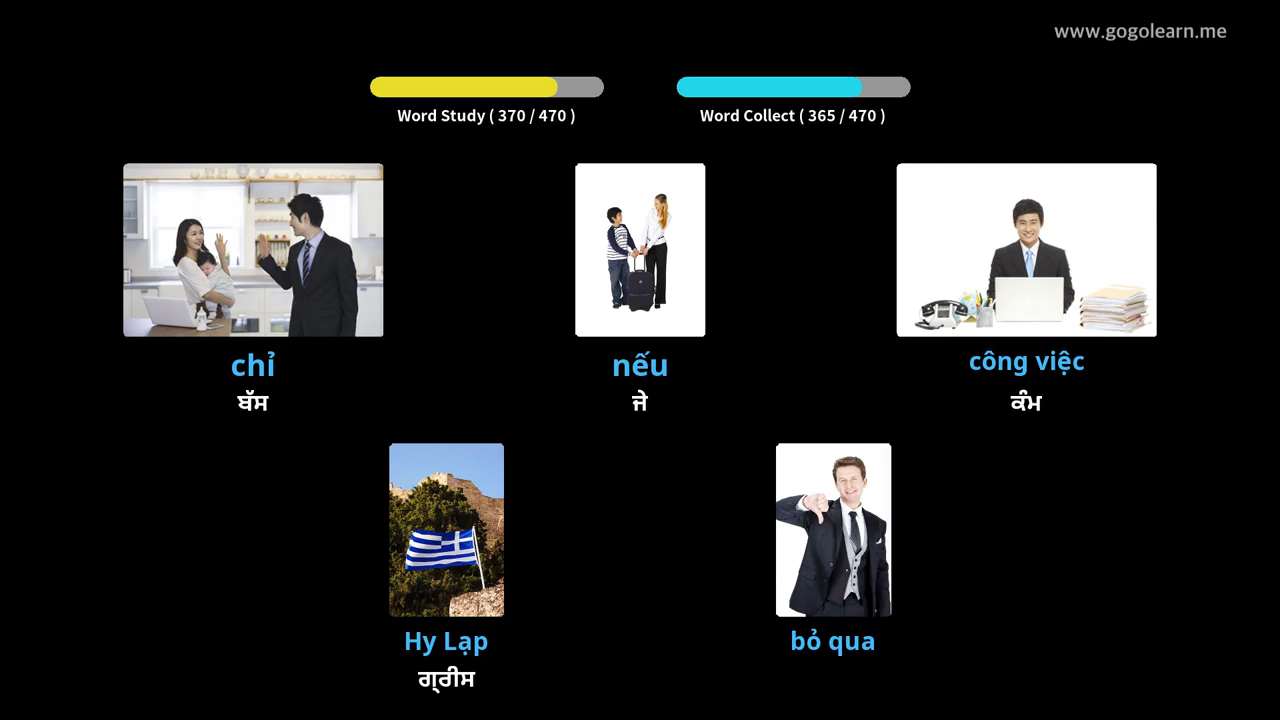 www.gogolearn.me
Word Study ( 370 / 470 )
Word Collect ( 365 / 470 )
chỉ
nếu
công việc
ਬੱਸ
ਜੇ
ਕੰਮ
Hy Lạp
bỏ qua
ਗ੍ਰੀਸ